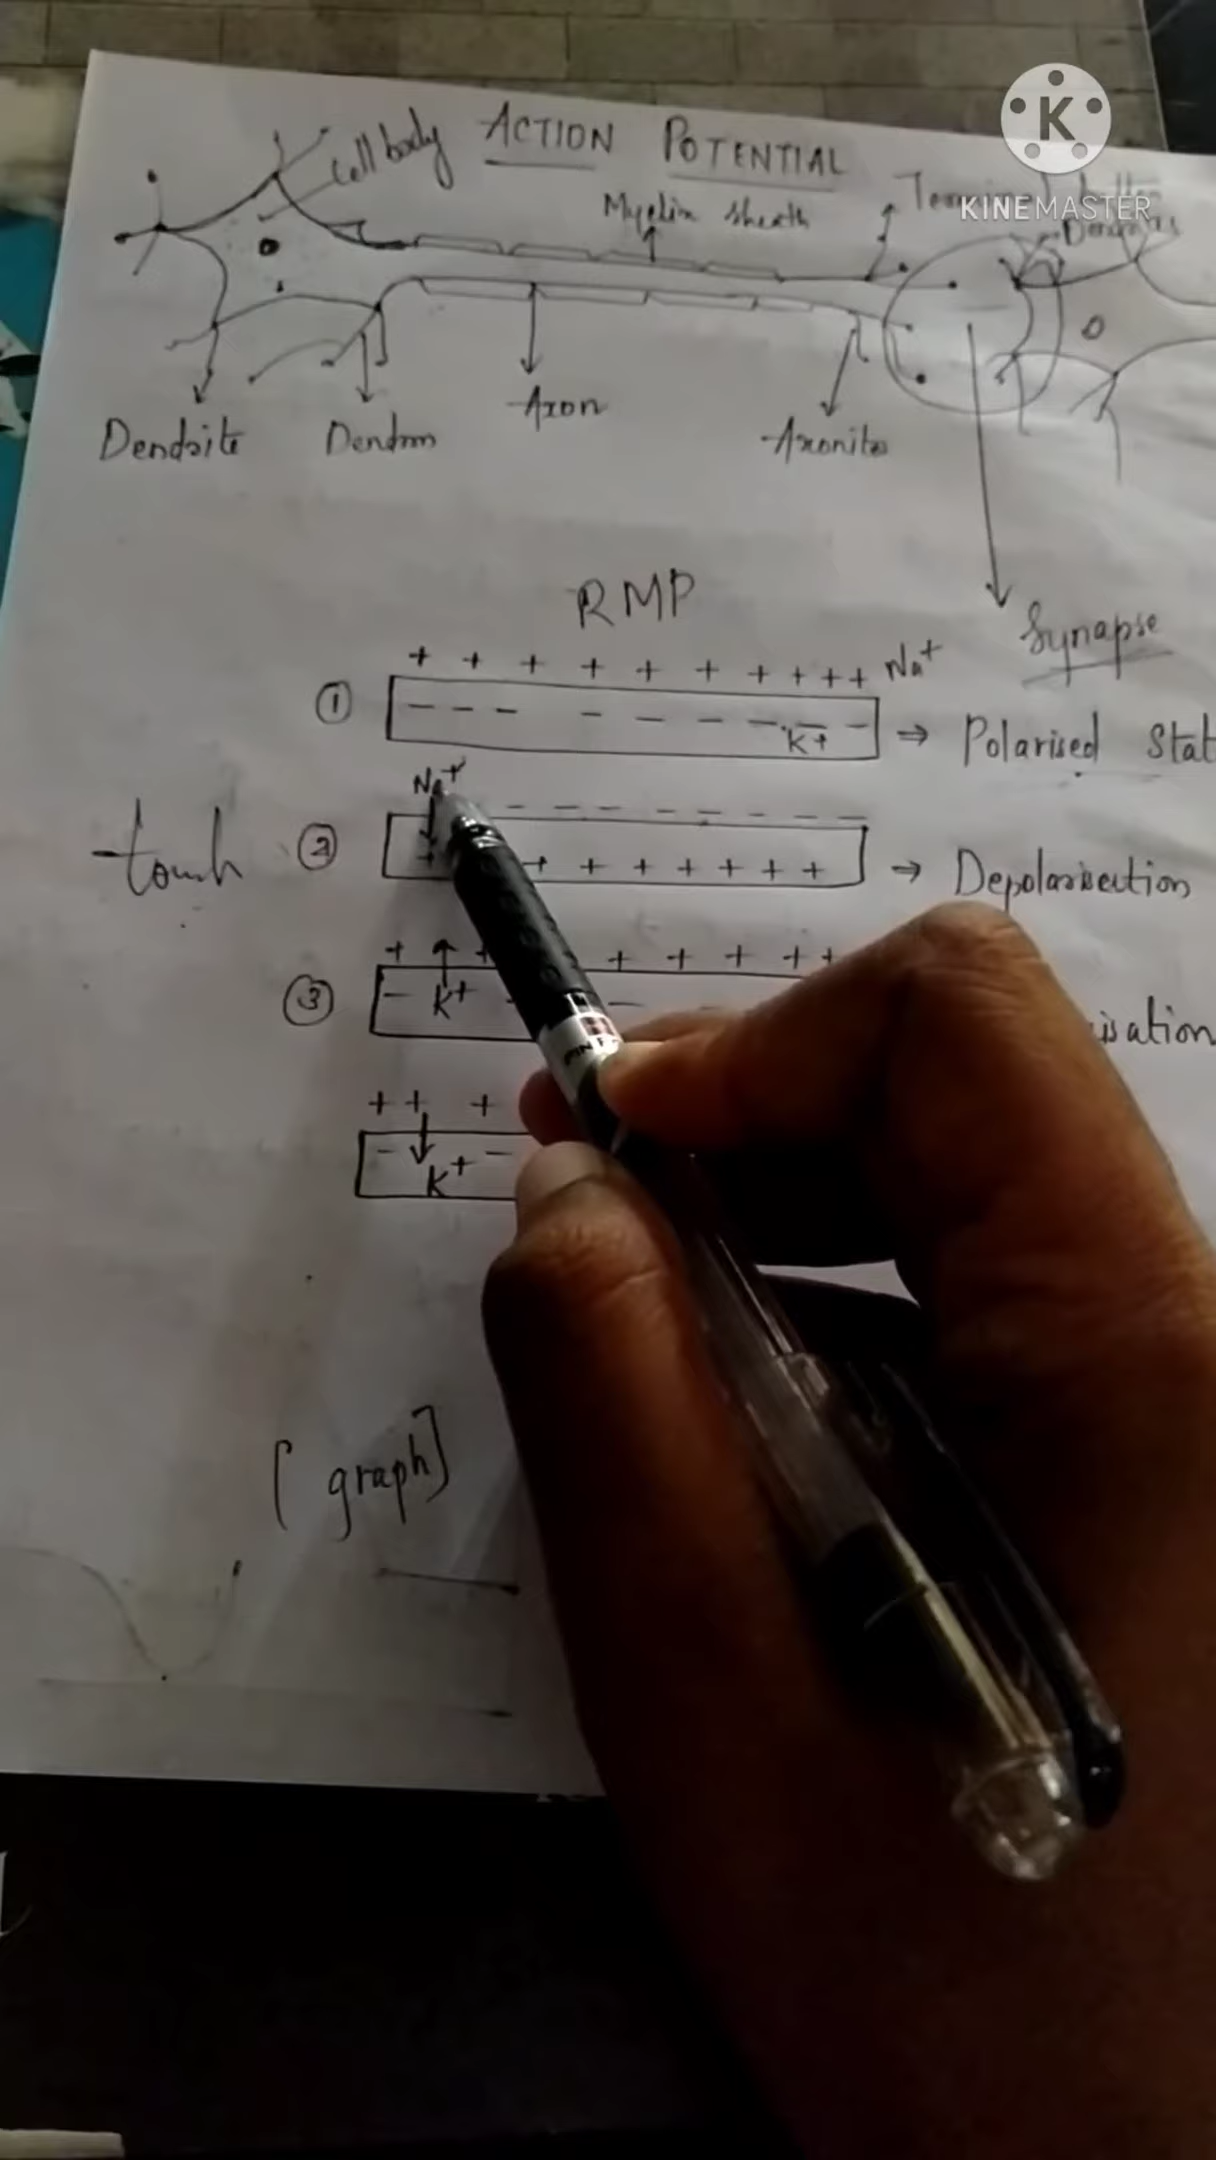 ACTION POTENTIAL
Cell body
Myelin sheath
Terminal
KINEMASTER
K
Dendrite
Dendron
Axon
Axonite
Synapse
RMP
+ + + + + + + + + Na+
① - - - - - - - - - K+ ⇒ Polarised Stat
Na+
- - - - - - - -
touch ② + + + + + + + → Depolarisation
+ + + + + + +
③ - K+ - isation
+ + +
- K+ -
[graph]